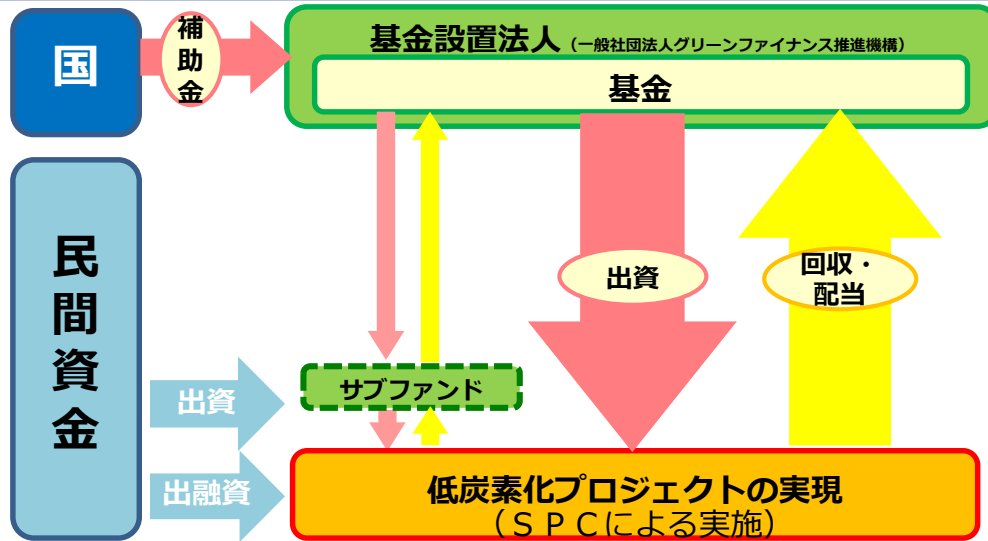 国
補
助
金
基金設置法人（一般社団法人グリーンファイナンス推進機構）
基金
民
間
資
金
出資
回収・
配当
サブファンド
出資
出融資
低炭素化プロジェクトの実現
（ＳＰＣによる実施）